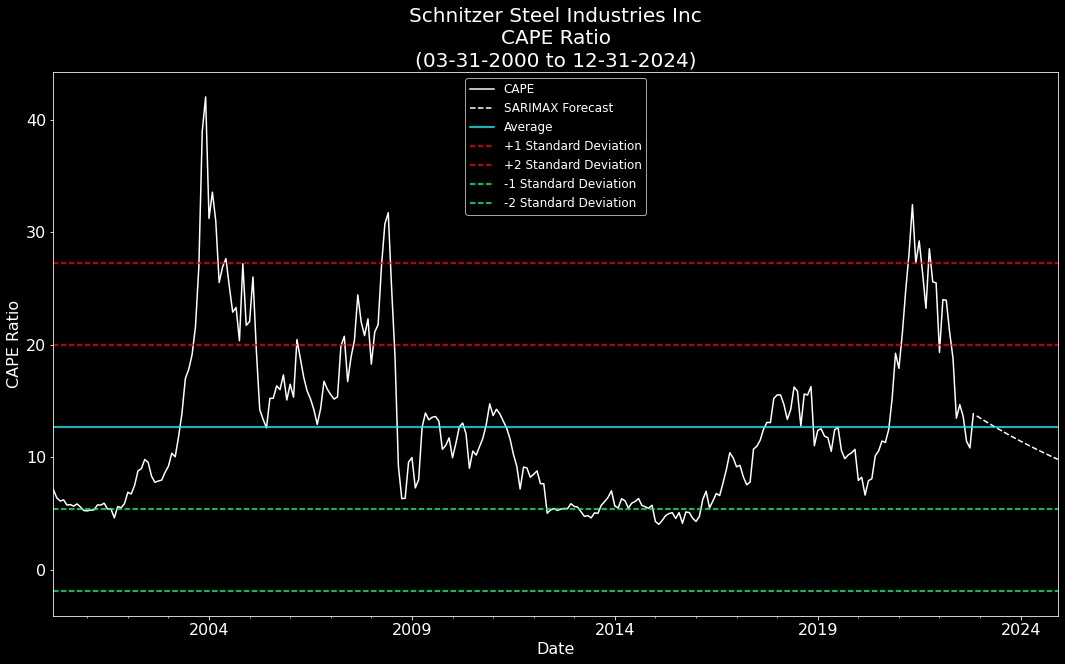 Schnitzer Steel Industries Inc
CAPE Ratio
(03-31-2000 to 12-31-2024)
CAPE
SARIMAX Forecast
Average
+1 Standard Deviation
+2 Standard Deviation
-1 Standard Deviation
-2 Standard Deviation
CAPE Ratio
40
30
20
10
0
2004
2009
2014
2019
2024
Date